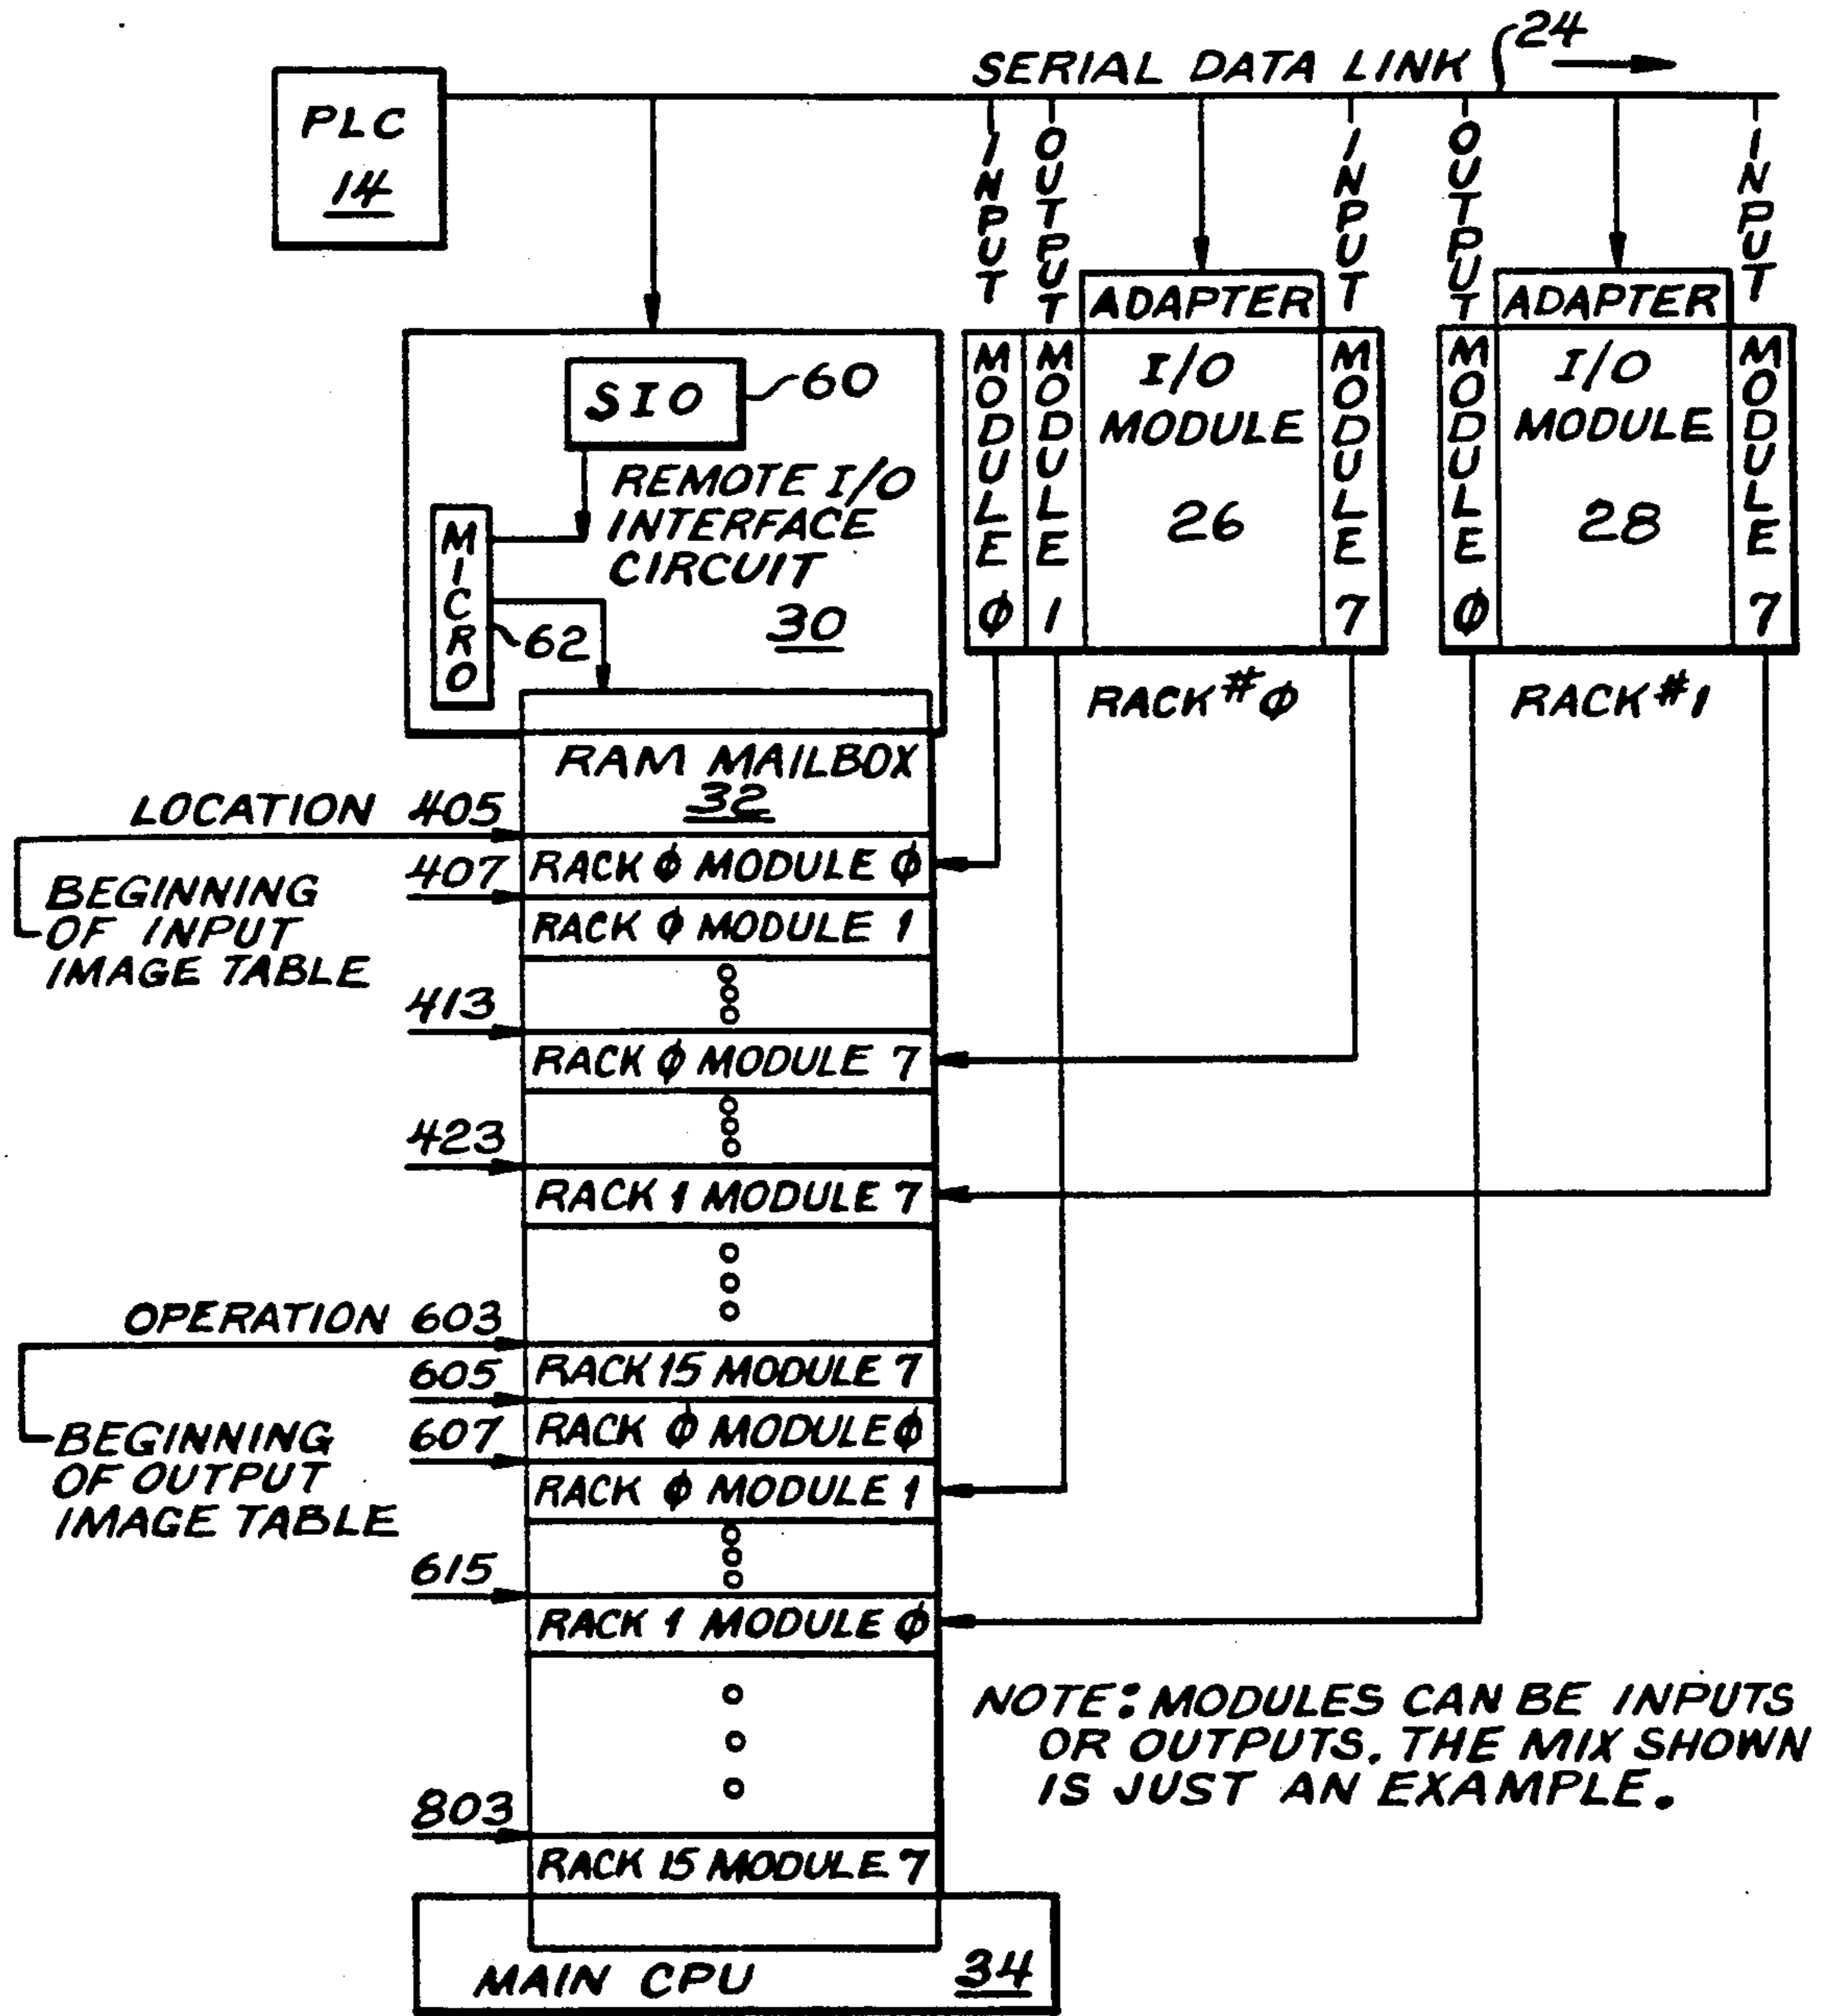 SERIAL DATA LINK 24
PLC
14
INPUT
OUTPUT
INPUT
OUTPUT
INPUT
ADAPTER
ADAPTER
MODULE φ
MODULE 1
I/O
MODULE
26
MODULE 7
MODULE φ
I/O
MODULE
28
MODULE 7
RACK #φ
RACK #1
SIO
60
REMOTE I/O
INTERFACE
CIRCUIT
30
MICRO
62
RAM MAILBOX
32
LOCATION 405
RACK φ MODULE φ
407
BEGINNING
OF INPUT
IMAGE TABLE
RACK φ MODULE 1
413
RACK φ MODULE 7
423
RACK 1 MODULE 7
OPERATION 603
RACK 15 MODULE 7
605
RACK φ MODULE φ
607
BEGINNING
OF OUTPUT
IMAGE TABLE
RACK φ MODULE 1
615
RACK 1 MODULE φ
NOTE: MODULES CAN BE INPUTS
OR OUTPUTS. THE MIX SHOWN
IS JUST AN EXAMPLE.
803
RACK 15 MODULE 7
MAIN CPU 34